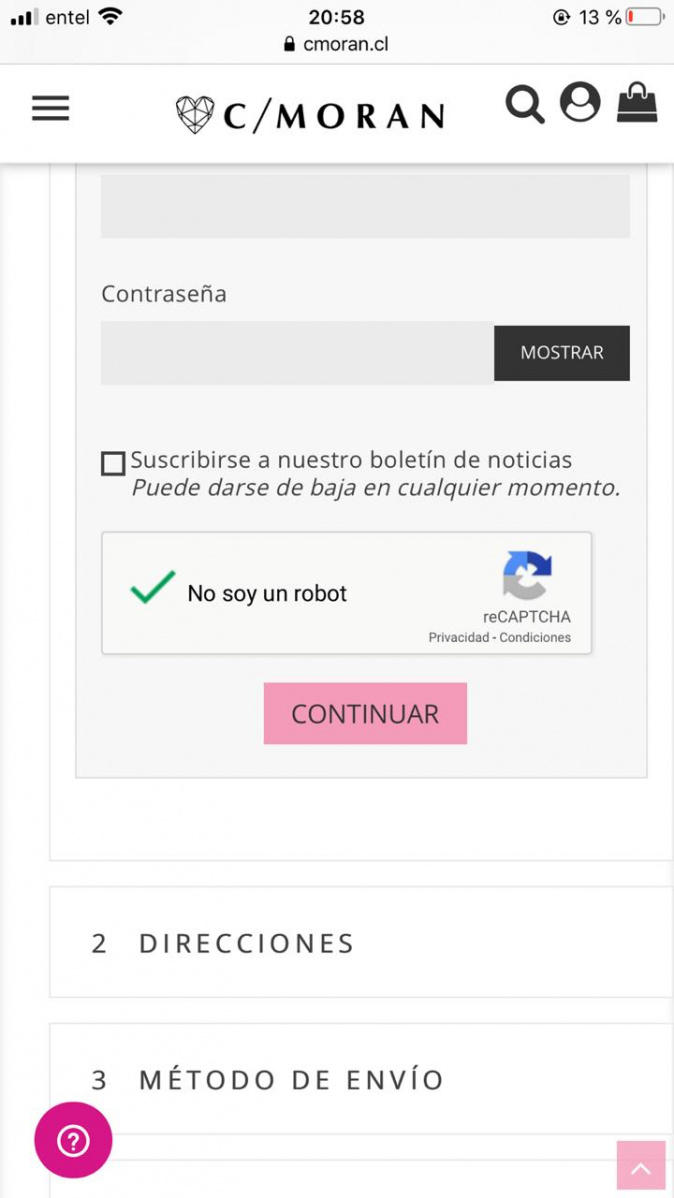 entel 20:58 13 %
cmoran.cl
C/MORAN
Contraseña
MOSTRAR
Suscribirse a nuestro boletín de noticias
Puede darse de baja en cualquier momento.
No soy un robot
reCAPTCHA
Privacidad - Condiciones
CONTINUAR
2 DIRECCIONES
3 MÉTODO DE ENVÍO
?